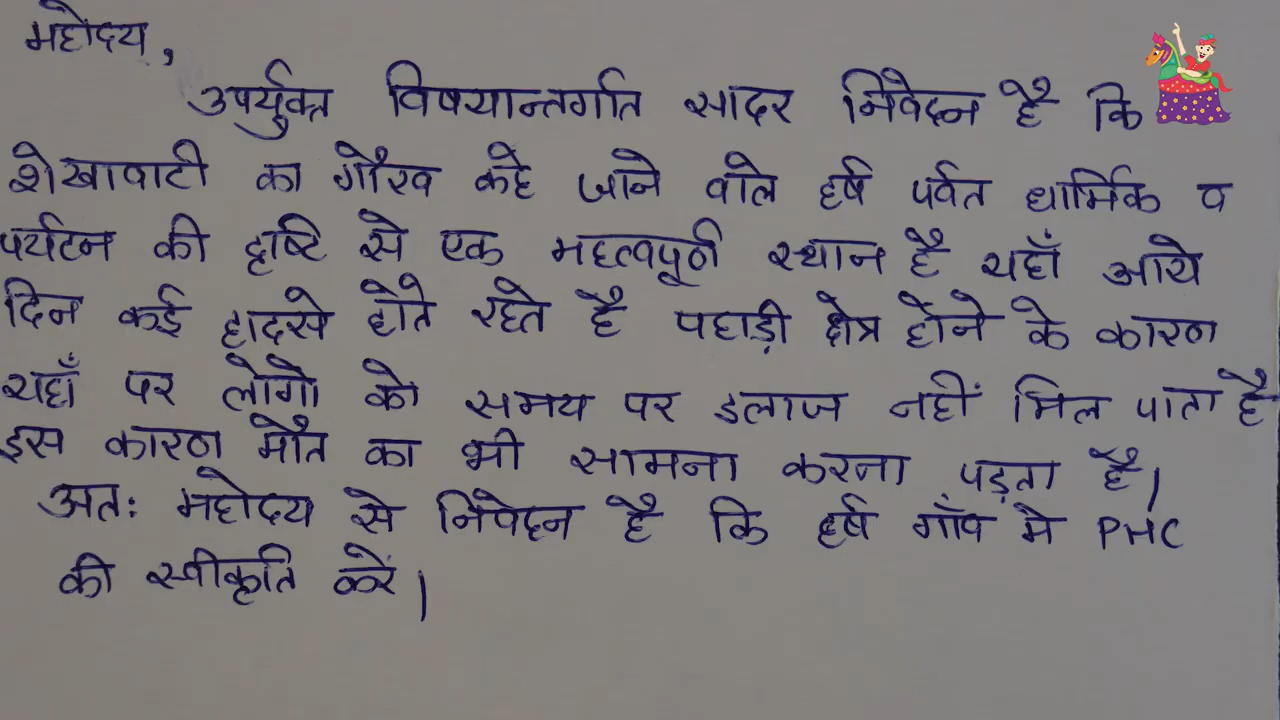 महोदय,
उपर्युक्त विषयान्तर्गत सादर निवेदन है कि
शेखावाटी का गौरव कहे जाने वाले हर्ष पर्वत धार्मिक व
पर्यटन की दृष्टि से एक महत्वपूर्ण स्थान है यहाँ आये
दिन कई हादसे होते रहते है पहाड़ी क्षेत्र होने के कारण
यहाँ पर लोगो को समय पर इलाज नहीं मिल पाता है
इस कारण मौत का भी सामना करना पड़ता है।
अतः महोदय से निवेदन है कि हर्ष गाँव मे PHC
की स्वीकृति करें।